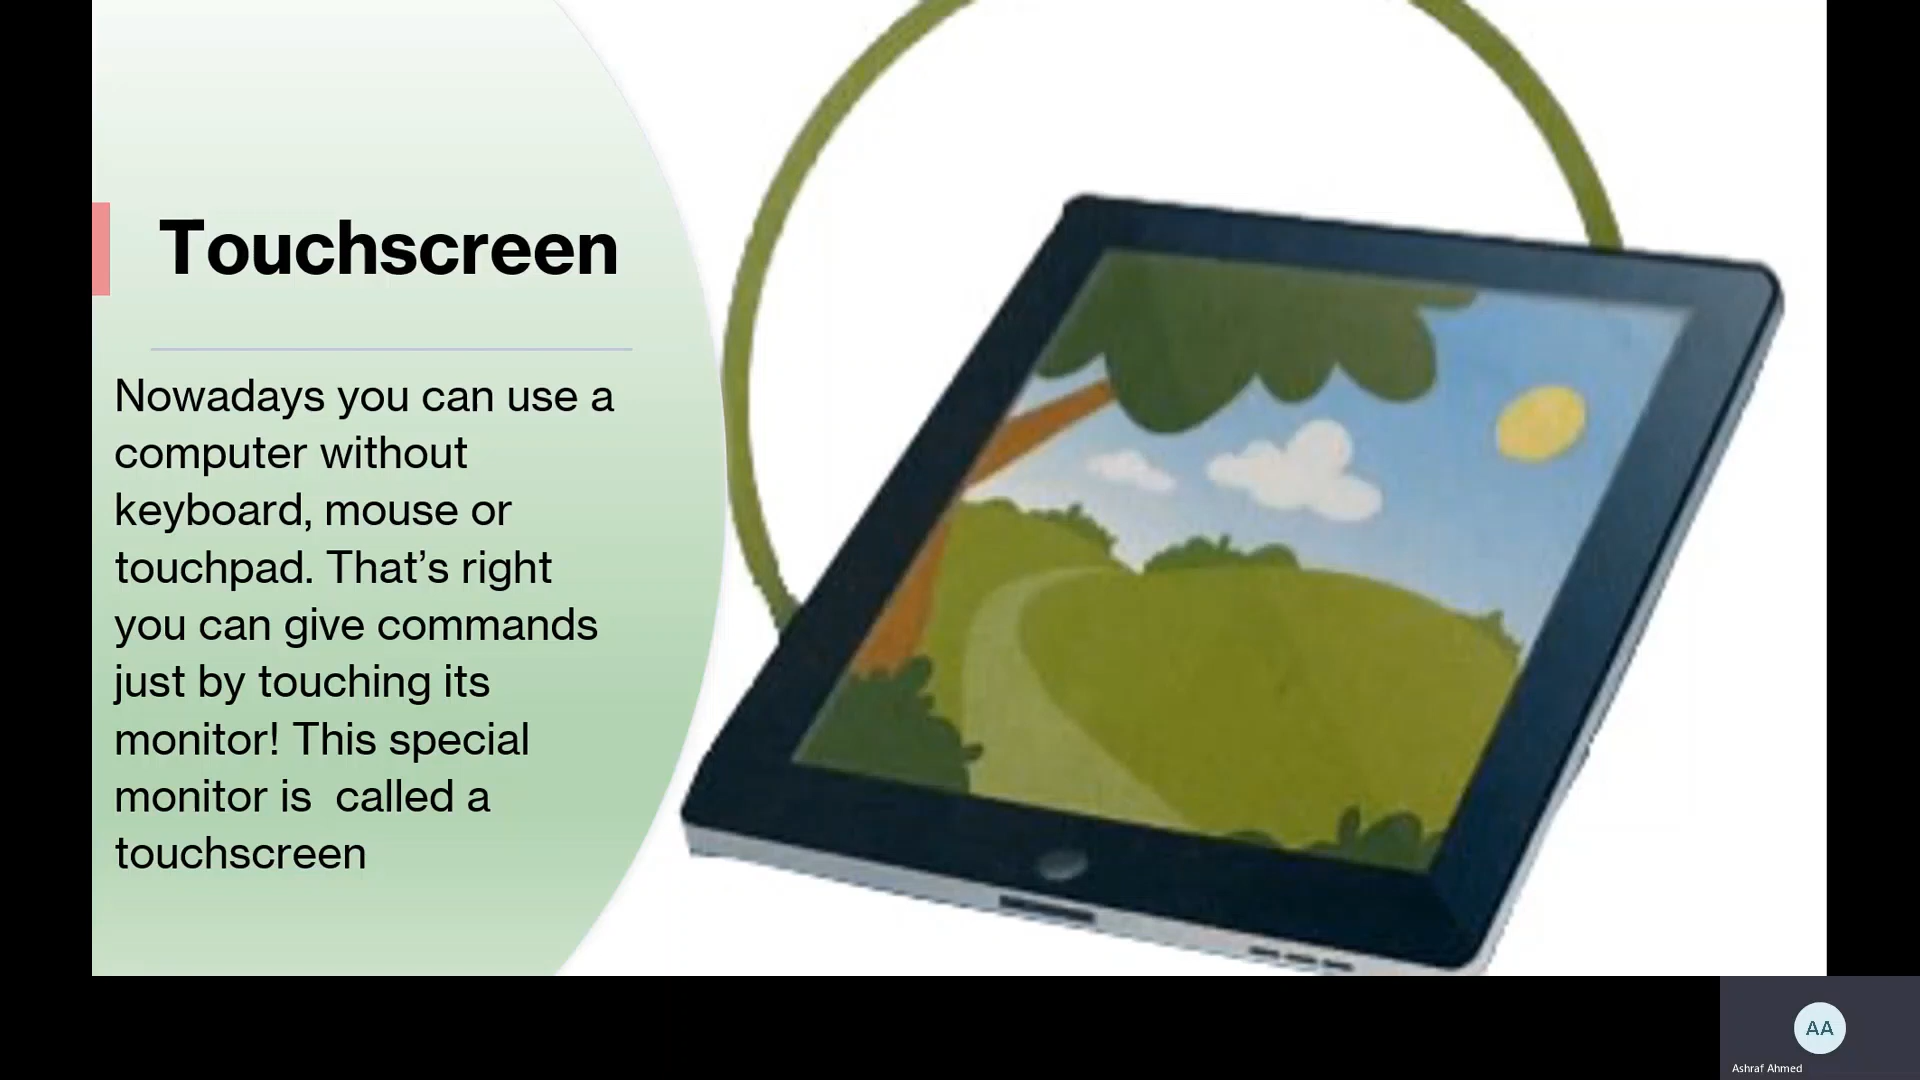 Touchscreen
Nowadays you can use a
computer without
keyboard, mouse or
touchpad. That’s right
you can give commands
just by touching its
monitor! This special
monitor is  called a
touchscreen
AA
Ashraf Ahmed